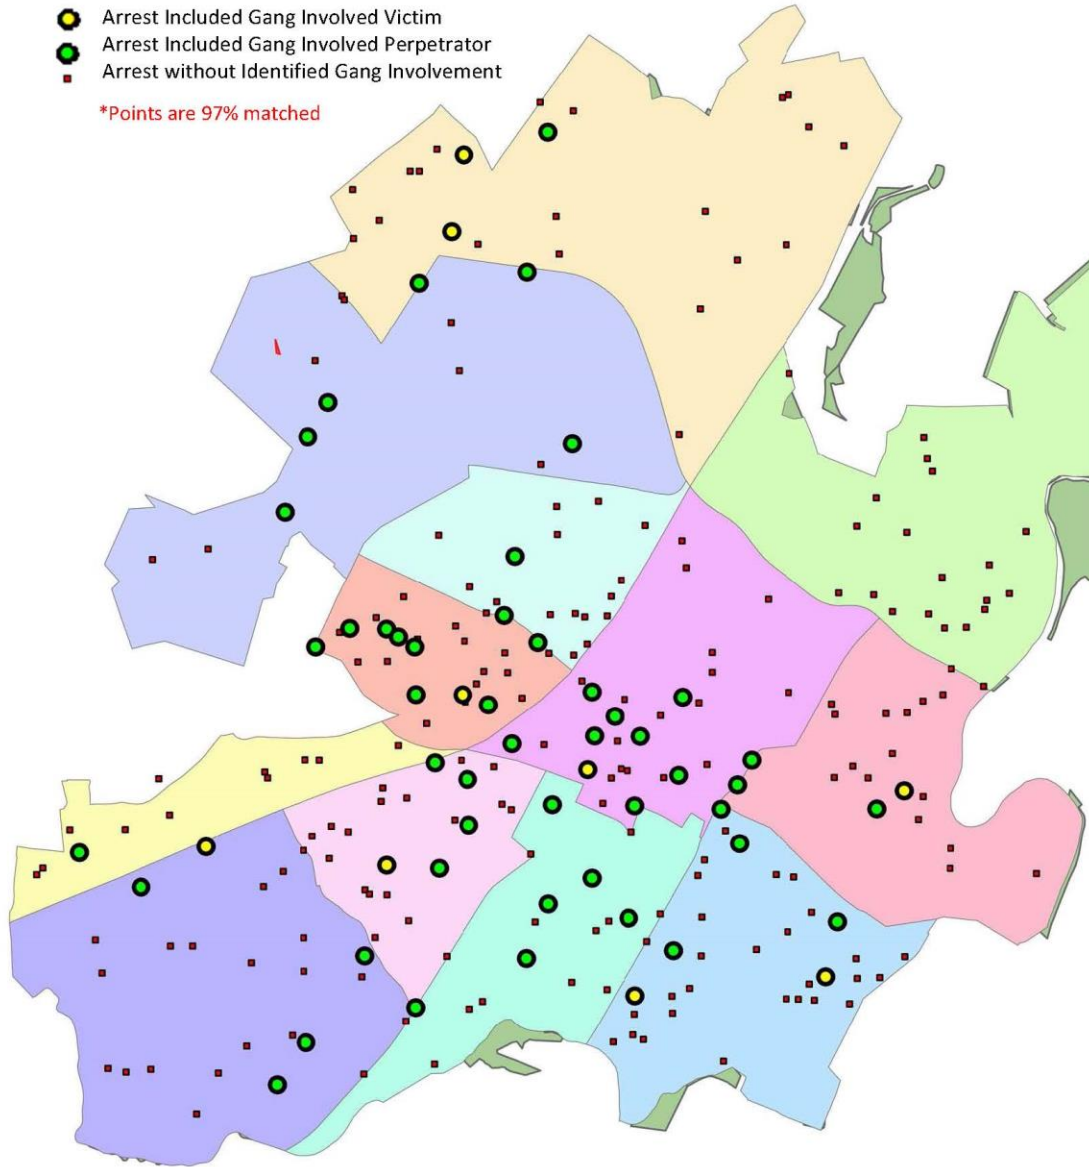 Arrest Included Gang Involved Victim
Arrest Included Gang Involved Perpetrator
Arrest without Identified Gang Involvement
*Points are 97% matched